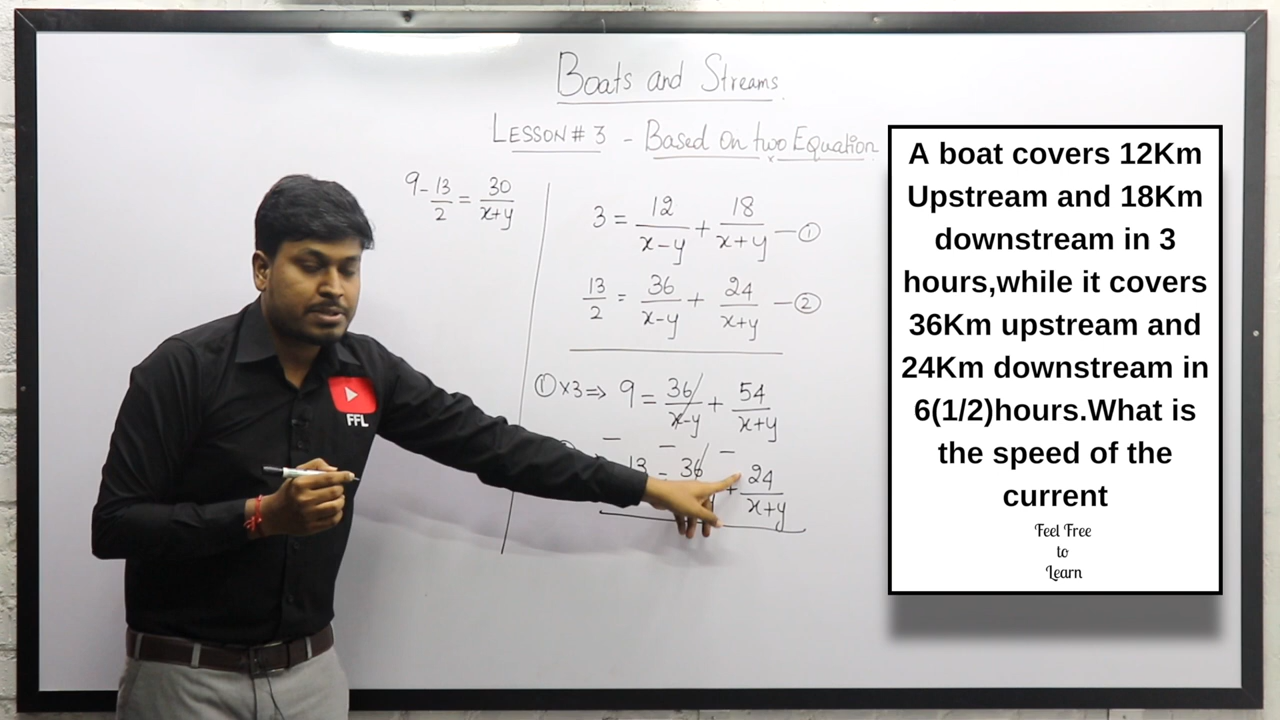 Boats and Streams
LESSON # 3 - Based on two Equation
9 - 13/2 = 30/x+y
3 = 12/x-y + 18/x+y — ①
13/2 = 36/x-y + 24/x+y — ②
① ×3 => 9 = 36/x-y + 54/x+y
13 = 36 + 24/x+y
FFL
A boat covers 12Km
Upstream and 18Km
downstream in 3
hours,while it covers
36Km upstream and
24Km downstream in
6(1/2)hours.What is
the speed of the
current
Feel Free
to
Learn